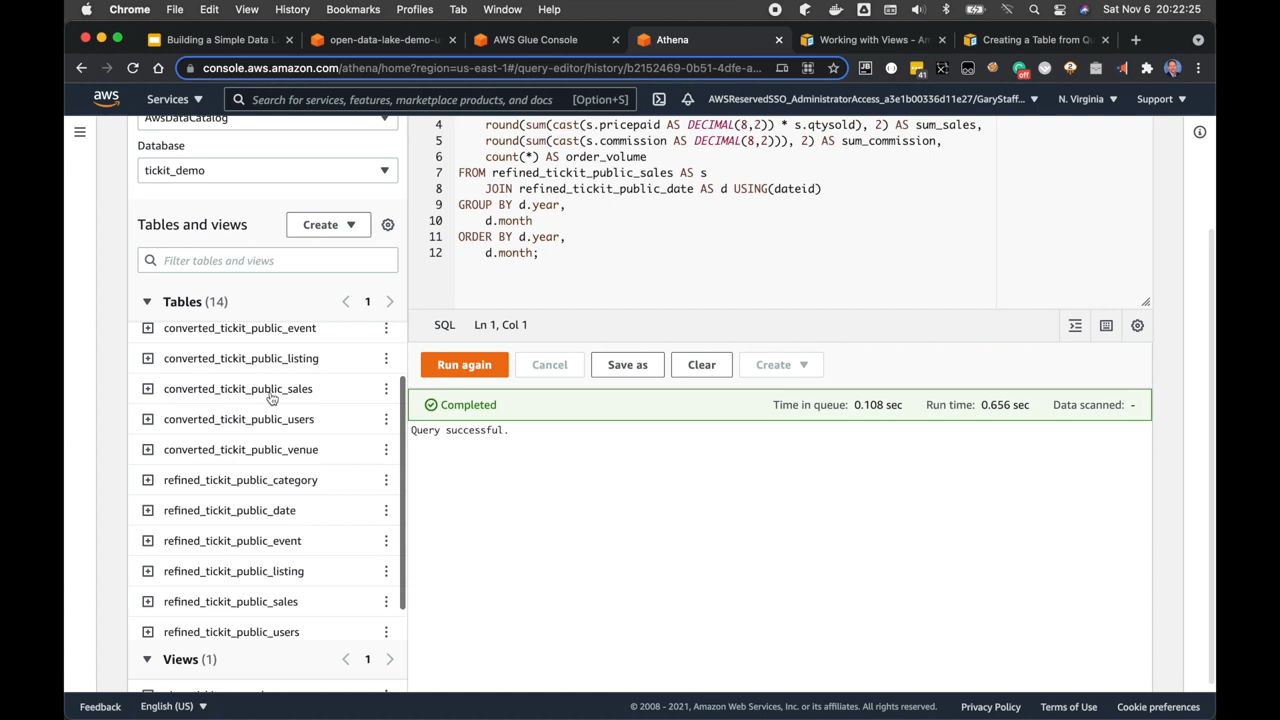 Chrome File Edit View History Bookmarks Profiles Tab Window Help Sat Nov 6 20:22:25
Building a Simple Data L
open-data-lake-demo-u
AWS Glue Console
Athena
Working with Views - Am
Creating a Table from Qu
console.aws.amazon.com/athena/home?region=us-east-1#/query-editor/history/b2152469-0b51-4dfe-a...
41
off
aws Services Search for services, features, marketplace products, and docs [Option+S] AWSReservedSSO_AdministratorAccess_a3e1b00336d11e27/GaryStaff... N. Virginia Support
AwsDataCatalog
Database
tickit_demo
Tables and views Create
Filter tables and views
Tables (14) 1
converted_tickit_public_event
converted_tickit_public_listing
converted_tickit_public_sales
converted_tickit_public_users
converted_tickit_public_venue
refined_tickit_public_category
refined_tickit_public_date
refined_tickit_public_event
refined_tickit_public_listing
refined_tickit_public_sales
refined_tickit_public_users
Views (1) 1
4 round(sum(cast(s.pricepaid AS DECIMAL(8,2)) * s.qtysold), 2) AS sum_sales,
5 round(sum(cast(s.commission AS DECIMAL(8,2))), 2) AS sum_commission,
6 count(*) AS order_volume
7 FROM refined_tickit_public_sales AS s
8 JOIN refined_tickit_public_date AS d USING(dateid)
9 GROUP BY d.year,
10 d.month
11 ORDER BY d.year,
12 d.month;
SQL Ln 1, Col 1
Run again Cancel Save as Clear Create
Completed Time in queue: 0.108 sec Run time: 0.656 sec Data scanned: -
Query successful.
Feedback English (US) © 2008 - 2021, Amazon Web Services, Inc. or its affiliates. All rights reserved. Privacy Policy Terms of Use Cookie preferences